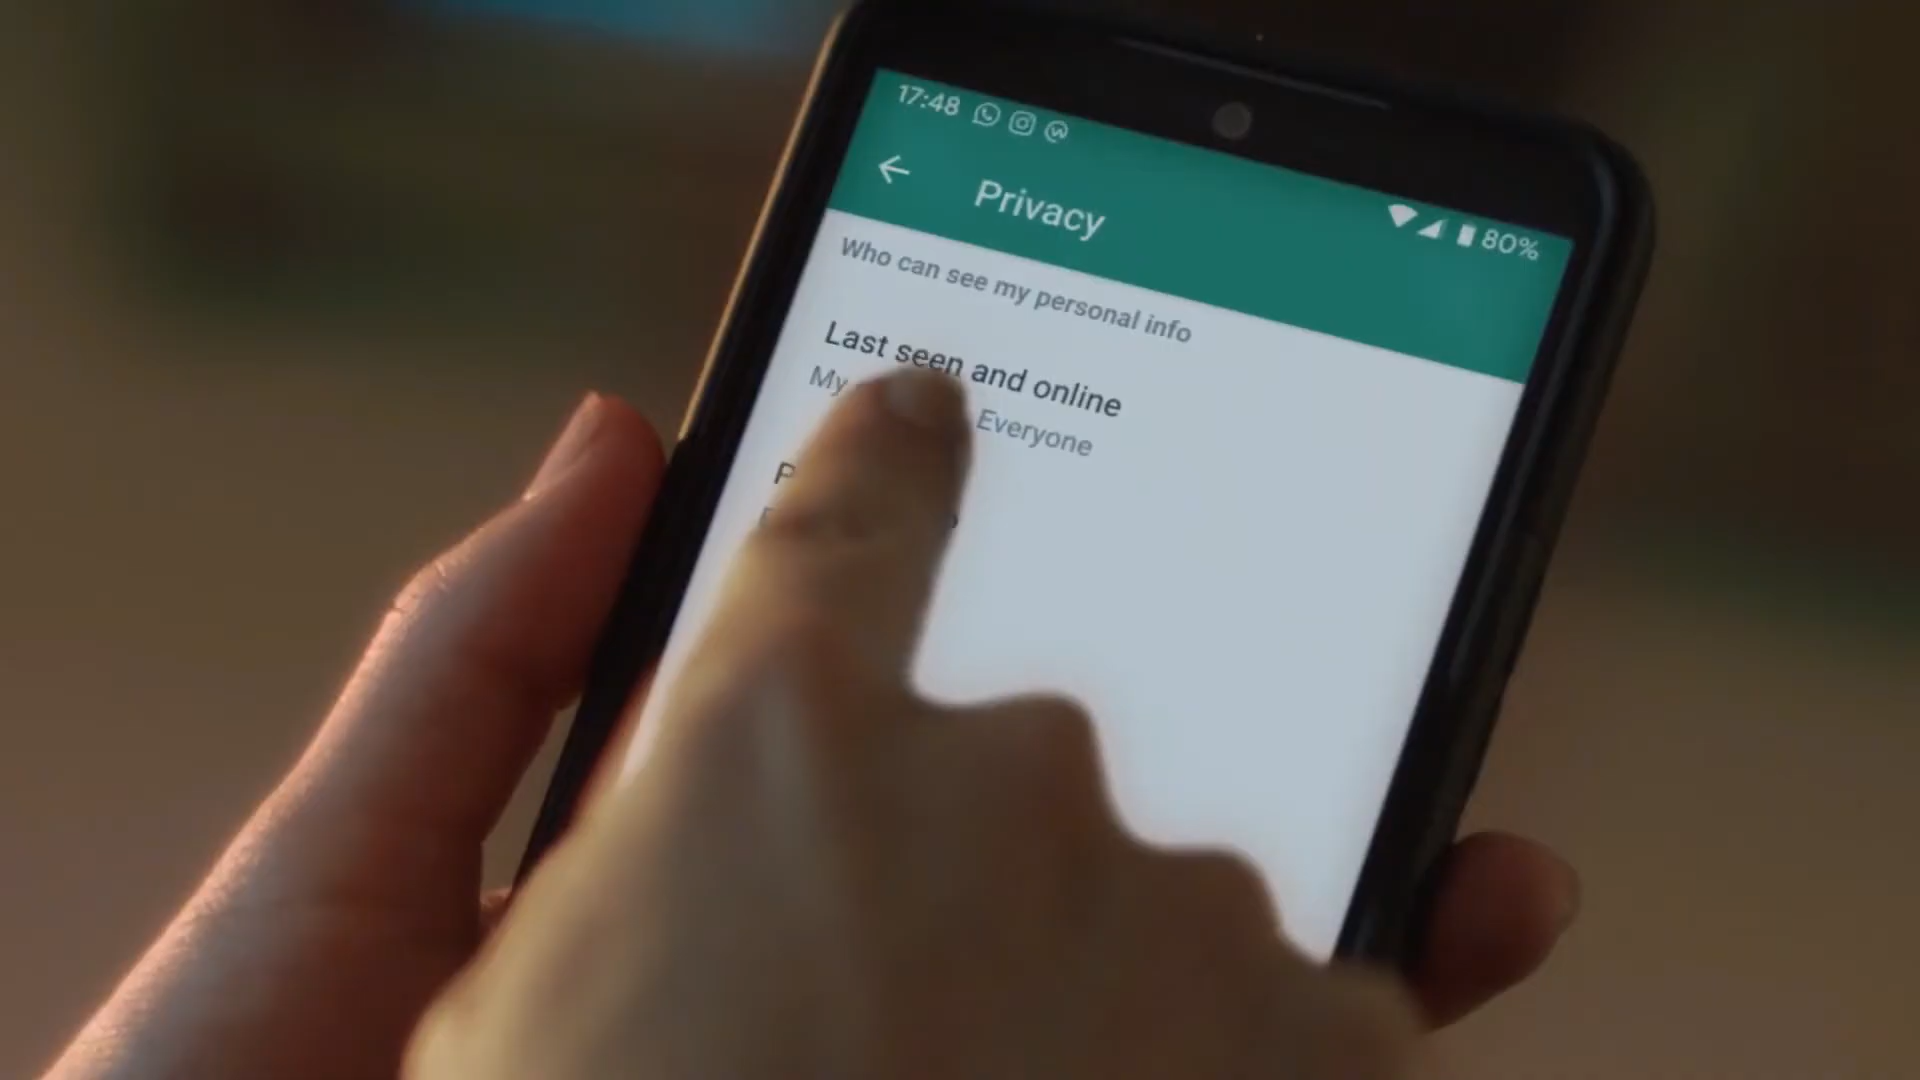 17:48
80%
Privacy
Who can see my personal info
Last seen and online
My Everyone
P